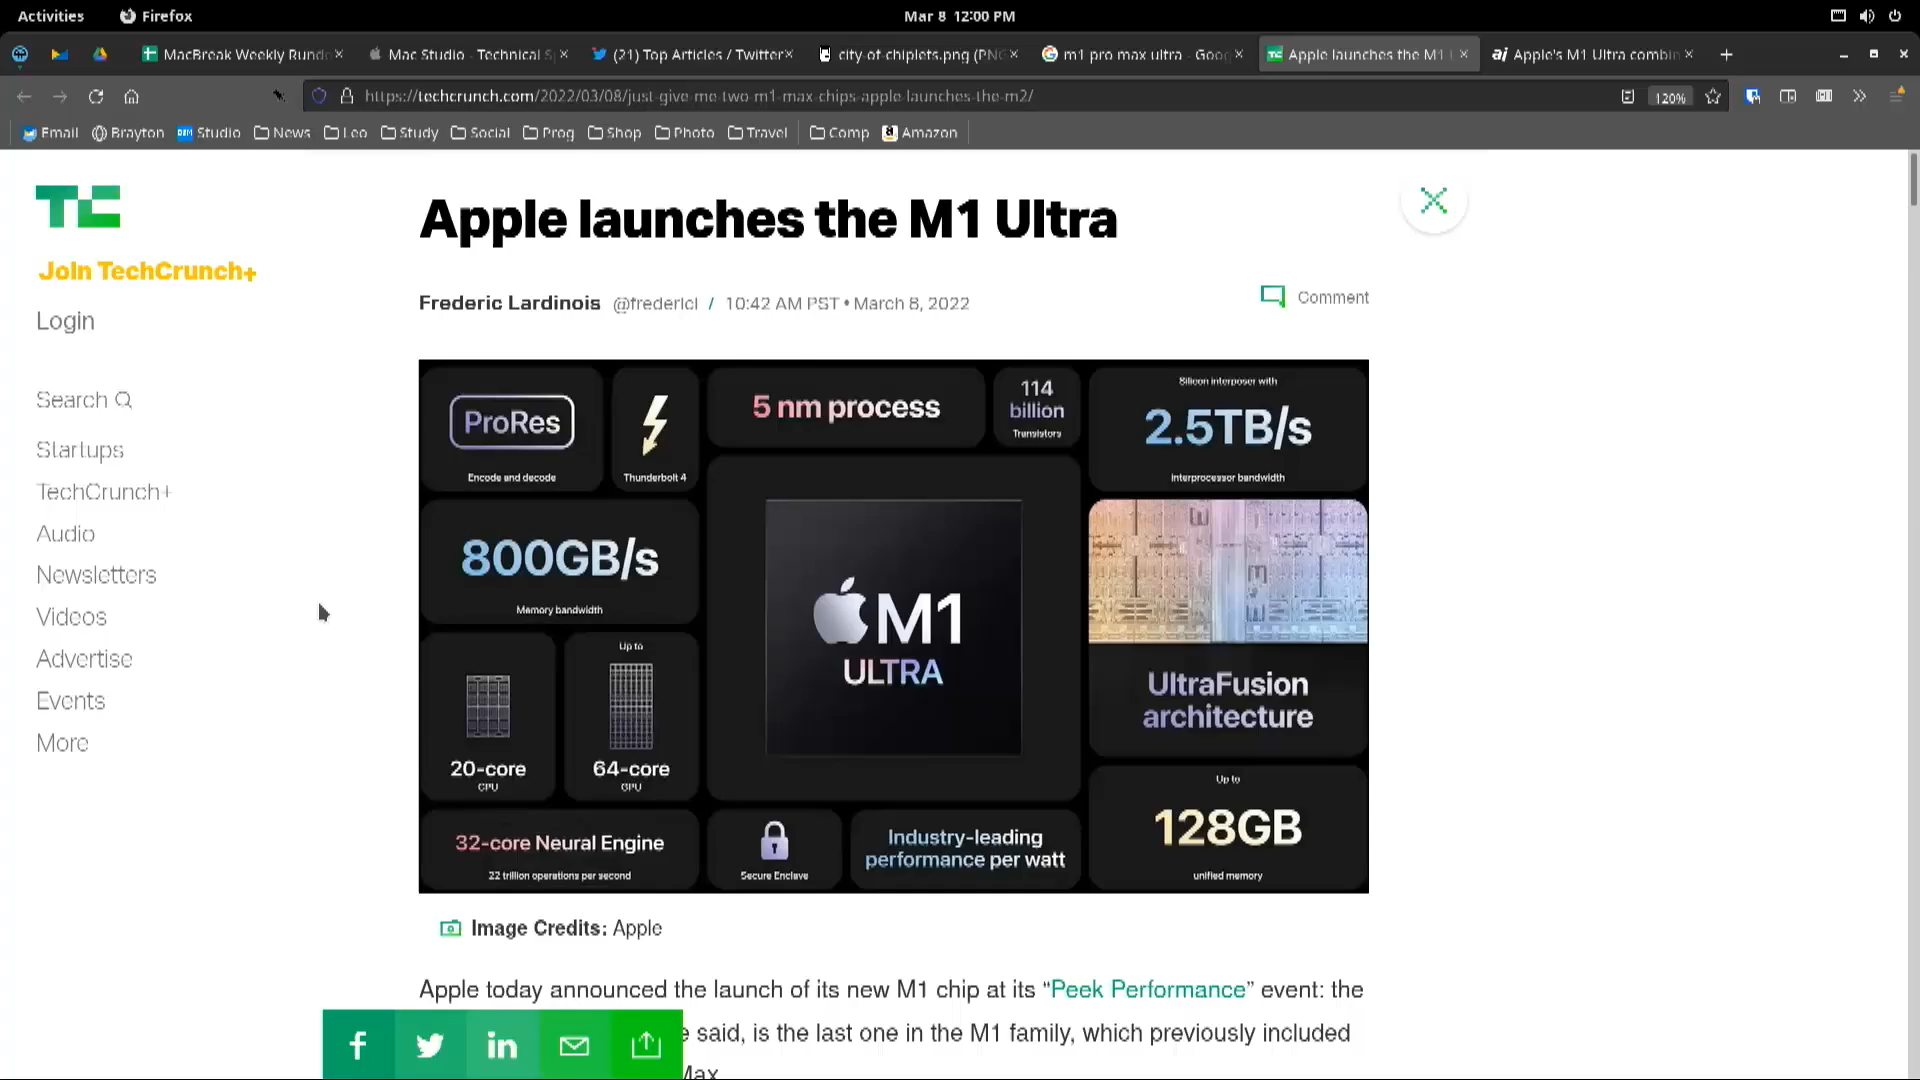 Activities
Firefox
Mar 8 12:00 PM
MacBreak Weekly Rund
Mac Studio - Technical S
(21) Top Articles / Twitter
city-of-chiplets.png (PNG
m1 pro max ultra - Goog
Apple launches the M1
ai Apple's M1 Ultra combin
https://techcrunch.com/2022/03/08/just-give-me-two-m1-max-chips-apple-launches-the-m2/
120%
Email
Brayton
Studio
News
Leo
Study
Social
Prog
Shop
Photo
Travel
Comp
Amazon
TC
Join TechCrunch+
Login
Search
Startups
TechCrunch+
Audio
Newsletters
Videos
Advertise
Events
More
Apple launches the M1 Ultra
Frederic Lardinois @fredericl / 10:42 AM PST • March 8, 2022
Comment
ProRes
Encode and decode
Thunderbolt 4
5 nm process
114
billion
Transistors
Silicon interposer with
2.5TB/s
Interprocessor bandwidth
800GB/s
Memory bandwidth
M1
ULTRA
UltraFusion
architecture
20-core
CPU
Up to
64-core
GPU
32-core Neural Engine
22 trillion operations per second
Secure Enclave
Industry-leading
performance per watt
Up to
128GB
unified memory
Image Credits: Apple
Apple today announced the launch of its new M1 chip at its “Peek Performance” event: the
said, is the last one in the M1 family, which previously included
Max